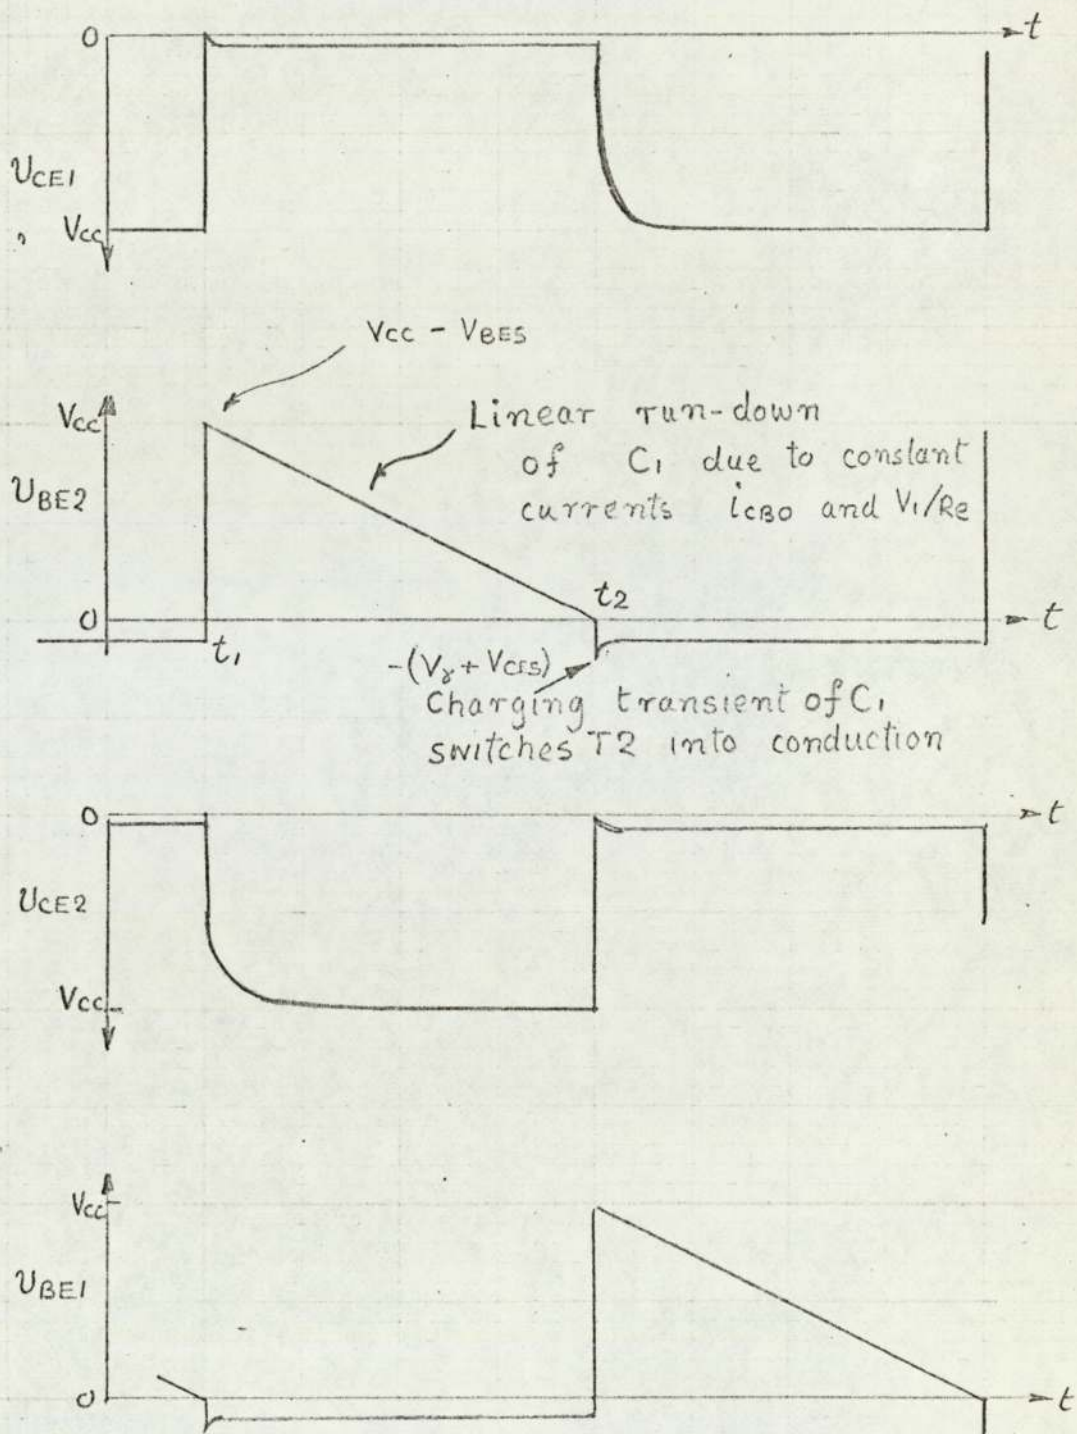 0
t
UCE1
, Vcc
Vcc - VBES
Vcc
Linear run-down
of C1 due to constant
currents iCBO and V1/Re
UBE2
0
t2
t
t1
-(Vγ + VCES)
Charging transient of C1
switches T2 into conduction
0
t
UCE2
Vcc
Vcc
UBE1
0
t